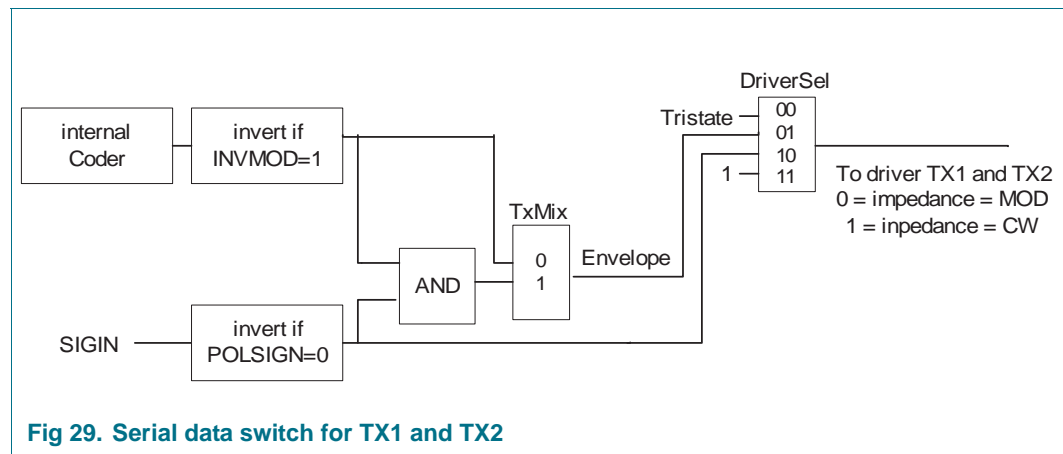 DriverSel
Tristate
00
01
10
11
1
internal
Coder
invert if
INVMOD=1
To driver TX1 and TX2
0 = impedance = MOD
1 = inpedance = CW
TxMix
0
1
Envelope
AND
SIGIN
invert if
POLSIGN=0
Fig 29. Serial data switch for TX1 and TX2